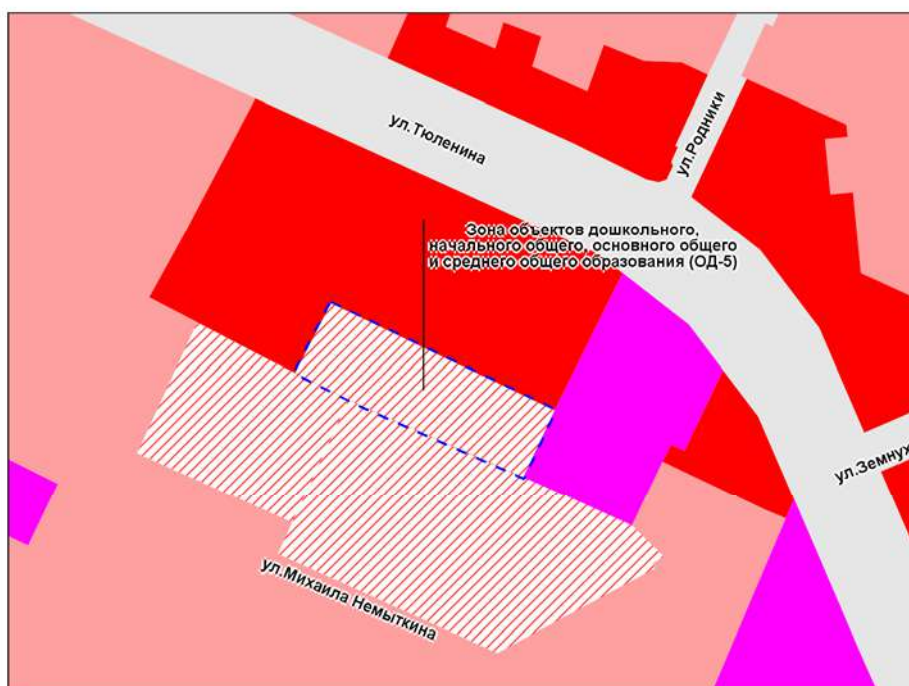 ул.Тюленина
ул.Родники
Зона объектов дошкольного,
начального общего, основного общего
и среднего общего образования (ОД-5)
ул.Земнух
ул.Михаила Немыткина